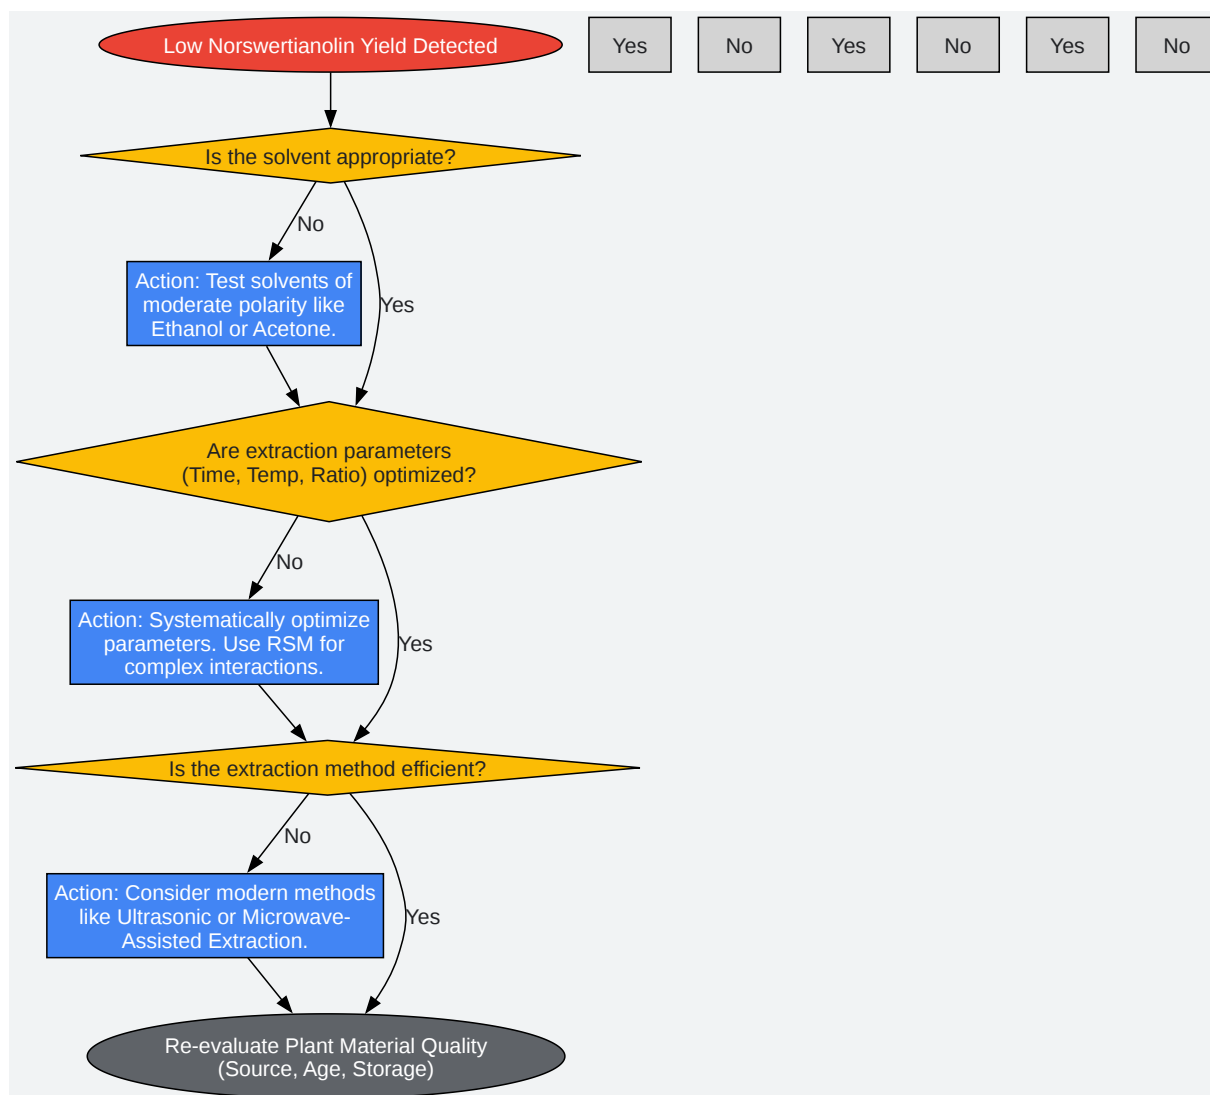 Low Norswertianolin Yield Detected
Yes
No
Yes
No
Yes
No
Is the solvent appropriate?
No
Action: Test solvents of
moderate polarity like
Ethanol or Acetone.
Yes
Are extraction parameters
(Time, Temp, Ratio) optimized?
No
Action: Systematically optimize
parameters. Use RSM for
complex interactions.
Yes
Is the extraction method efficient?
No
Action: Consider modern methods
like Ultrasonic or Microwave-
Assisted Extraction.
Yes
Re-evaluate Plant Material Quality
(Source, Age, Storage)